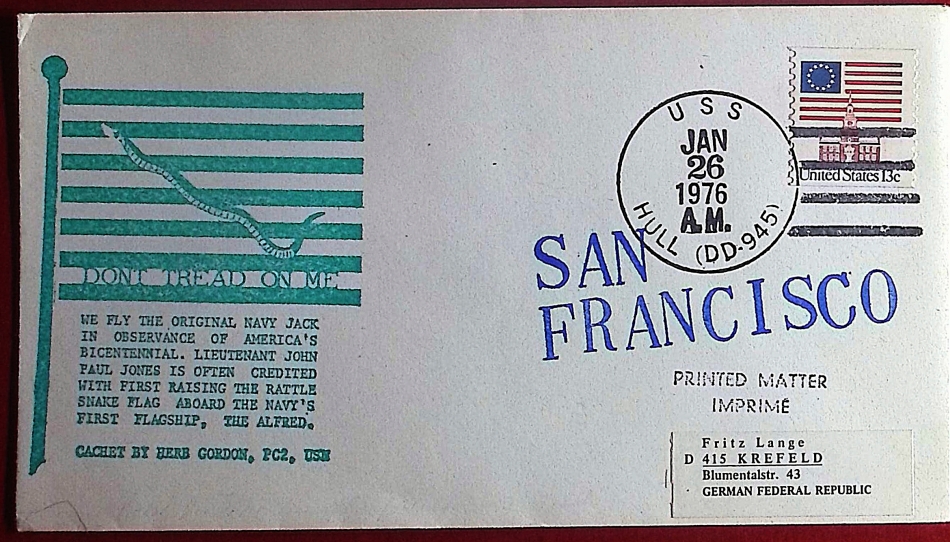 DONT TREAD ON ME
WE FLY THE ORIGINAL NAVY JACK
IN OBSERVANCE OF AMERICA'S
BICENTENNIAL. LIEUTENANT JOHN
PAUL JONES IS OFTEN CREDITED
WITH FIRST RAISING THE RATTLE
SNAKE FLAG ABOARD THE NAVY'S
FIRST FLAGSHIP, THE ALFRED.
CACHET BY HERB GORDON, PC2, USN
USS
JAN
26
1976
A.M.
HULL (DD-945)
United States 13c
SAN
FRANCISCO
PRINTED MATTER
IMPRIMÉ
Fritz Lange
D 415 KREFELD
Blumentalstr. 43
GERMAN FEDERAL REPUBLIC